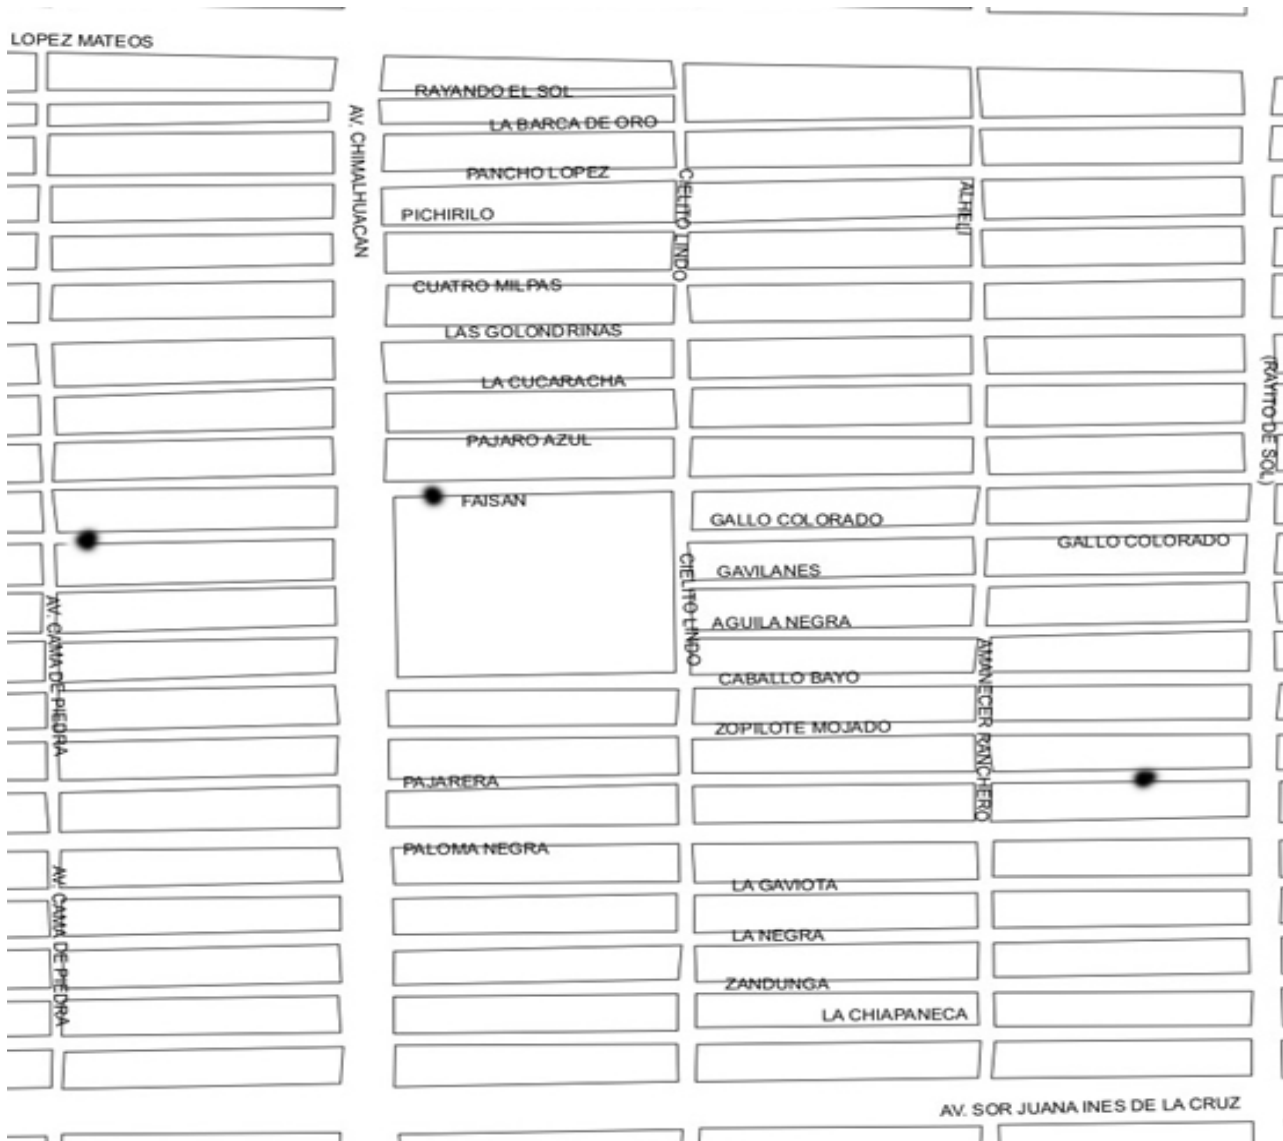 LOPEZ MATEOS
RAYANDO EL SOL
AV. CHIMALHUACAN
LA BARCA DE ORO
PANCHO LOPEZ
CIELITO LINDO
ALHELI
PICHIRILO
CUATRO MILPAS
LAS GOLONDRINAS
(RAYITO DE SOL)
LA CUCARACHA
PAJARO AZUL
FAISAN
GALLO COLORADO
GALLO COLORADO
CIELITO LINDO
GAVILANES
AV. CAMA DE PIEDRA
AGUILA NEGRA
AMANECER RANCHERO
CABALLO BAYO
ZOPILOTE MOJADO
PAJARERA
PALOMA NEGRA
AV. CAMA DE PIEDRA
LA GAVIOTA
LA NEGRA
ZANDUNGA
LA CHIAPANECA
AV. SOR JUANA INES DE LA CRUZ